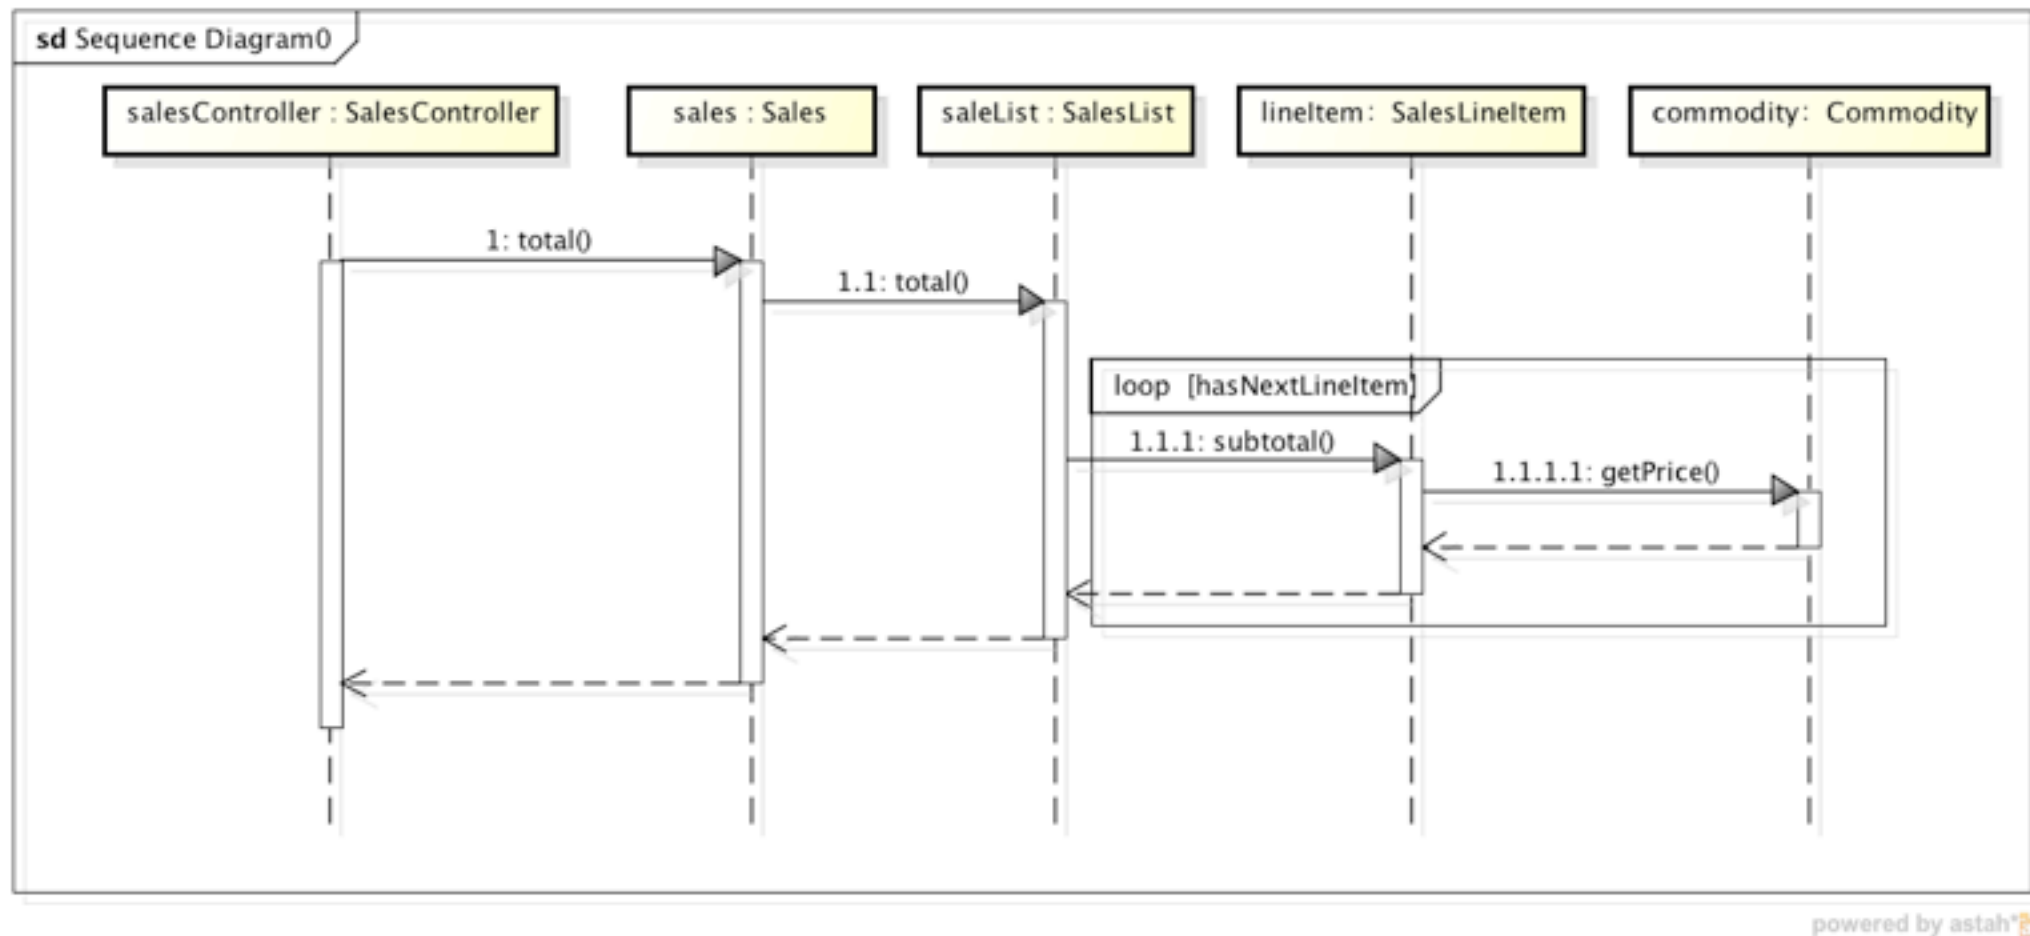 sd Sequence Diagram0
salesController : SalesController
sales : Sales
saleList : SalesList
lineItem: SalesLineItem
commodity: Commodity
1: total()
1.1: total()
loop [hasNextLineItem]
1.1.1: subtotal()
1.1.1.1: getPrice()
powered by astah*